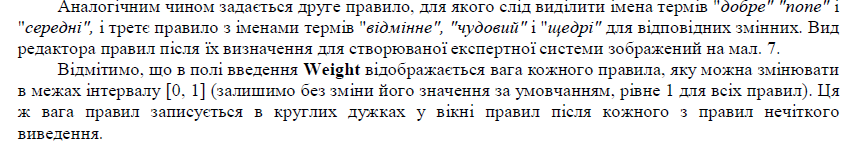 Аналогічним чином задається друге правило, для якого слід виділити імена термів "добре" "none" і
"середні", і третє правило з іменами термів "відмінне", "чудовий" і "щедрі" для відповідних змінних. Вид
редактора правил після їх визначення для створюваної експертної системи зображений на мал. 7.
Відмітимо, що в полі введення Weight відображається вага кожного правила, яку можна змінювати
в межах інтервалу [0, 1] (залишимо без зміни його значення за умовчанням, рівне 1 для всіх правил). Ця
ж вага правил записується в круглих дужках у вікні правил після кожного з правил нечіткого
виведення.